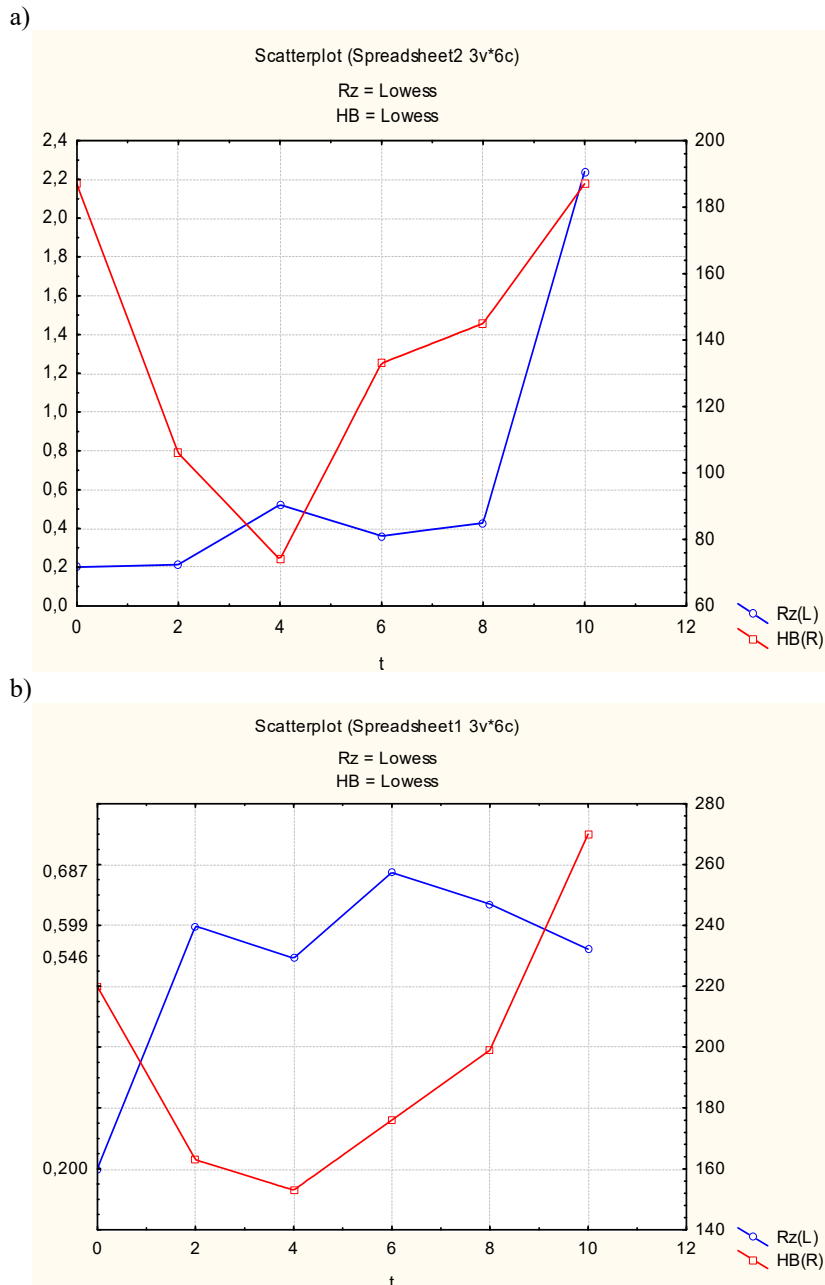 a)
Scatterplot (Spreadsheet2 3v*6c)
Rz = Lowess
HB = Lowess
2,4
2,2
2,0
1,8
1,6
1,4
1,2
1,0
0,8
0,6
0,4
0,2
0,0
200
180
160
140
120
100
80
60
0 2 4 6 8 10 12
t
Rz(L)
HB(R)
b)
Scatterplot (Spreadsheet1 3v*6c)
Rz = Lowess
HB = Lowess
0,687
0,599
0,546
0,200
280
260
240
220
200
180
160
140
0 2 4 6 8 10 12
t
Rz(L)
HB(R)